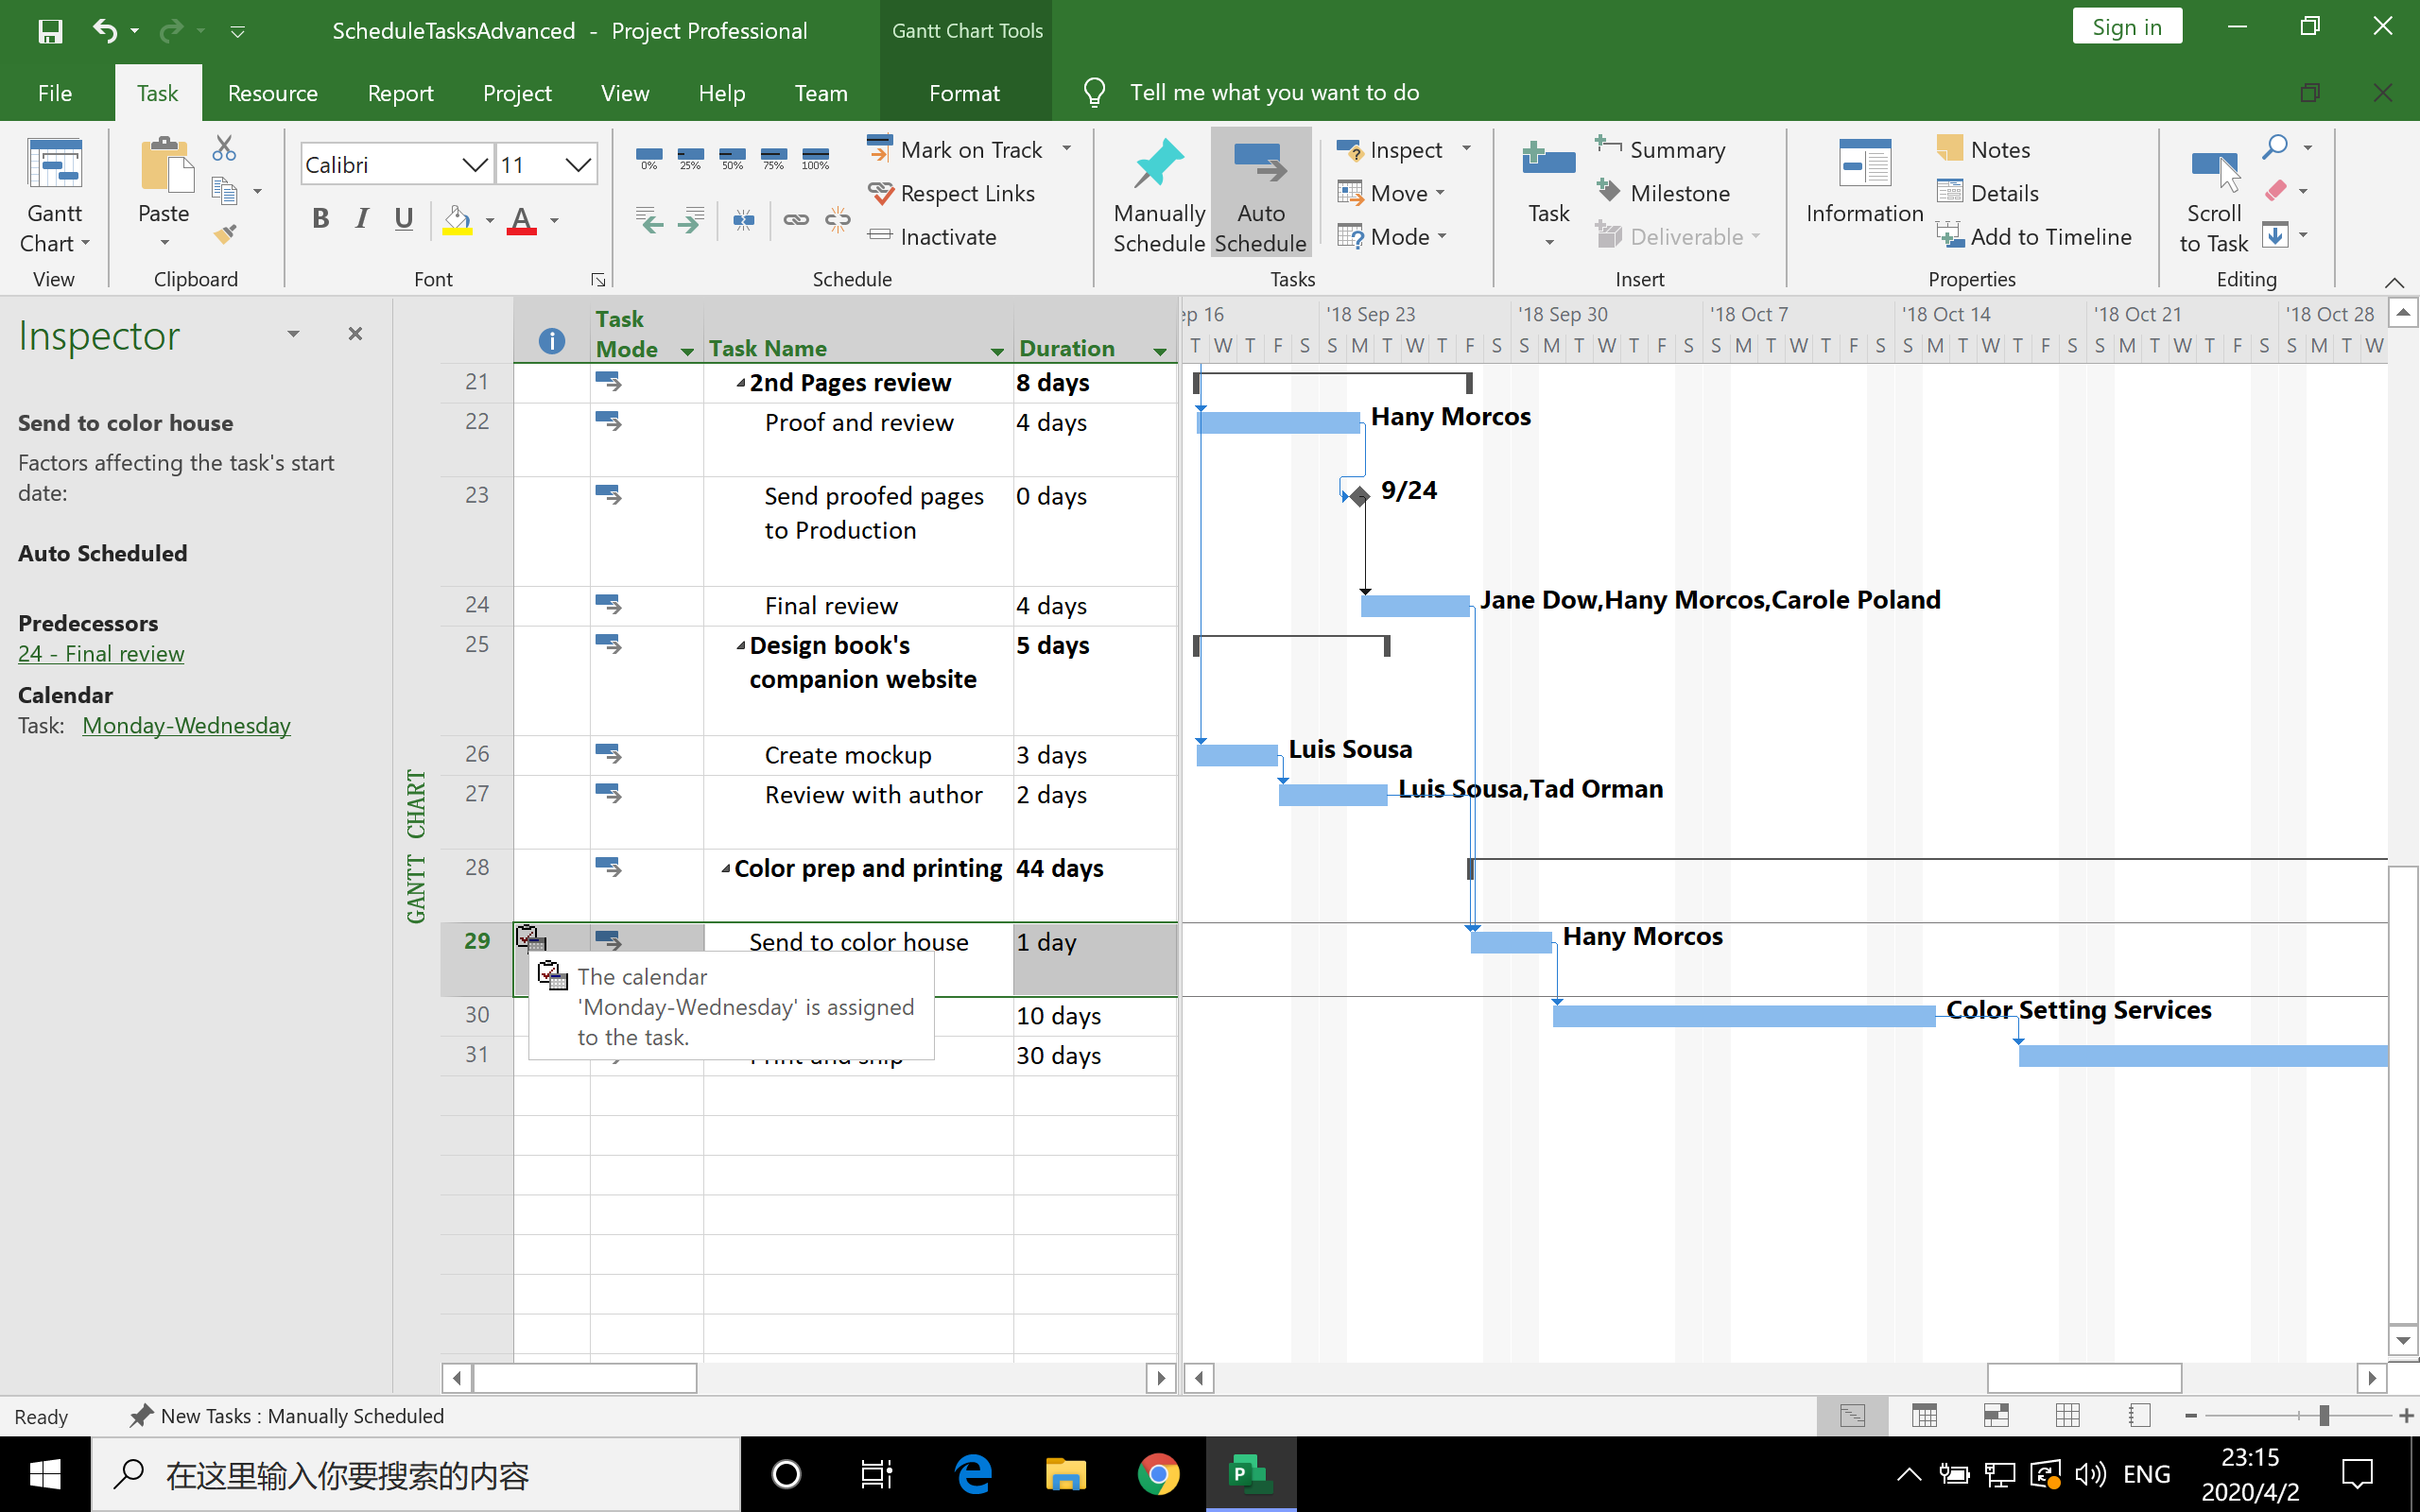 ScheduleTasksAdvanced - Project Professional
Gantt Chart Tools
Sign in
File Task Resource Report Project View Help Team Format Tell me what you want to do
Gantt Chart
View
Paste
Clipboard
Calibri 11
B I U A
Font
0% 25% 50% 75% 100%
Mark on Track
Respect Links
Inactivate
Schedule
Manually Schedule
Auto Schedule
Inspect
Move
Mode
Tasks
Task
Summary
Milestone
Deliverable
Insert
Information
Notes
Details
Add to Timeline
Properties
Scroll to Task
Editing
Inspector
Send to color house
Factors affecting the task's start
date:
Auto Scheduled
Predecessors
24 - Final review
Calendar
Task: Monday-Wednesday
GANTT CHART
Task Mode Task Name Duration
21 2nd Pages review 8 days
22 Proof and review 4 days
23 Send proofed pages to Production 0 days
24 Final review 4 days
25 Design book's companion website 5 days
26 Create mockup 3 days
27 Review with author 2 days
28 Color prep and printing 44 days
29 Send to color house 1 day
The calendar
'Monday-Wednesday' is assigned
to the task.
30 10 days
31 Print and ship 30 days
ep 16 '18 Sep 23 '18 Sep 30 '18 Oct 7 '18 Oct 14 '18 Oct 21 '18 Oct 28
T W T F S S M T W T F S S M T W T F S S M T W T F S S M T W T F S S M T W T F S S M T W
Hany Morcos
9/24
Jane Dow,Hany Morcos,Carole Poland
Luis Sousa
Luis Sousa,Tad Orman
Hany Morcos
Color Setting Services
Ready New Tasks : Manually Scheduled
在这里输入你要搜索的内容
ENG
23:15
2020/4/2